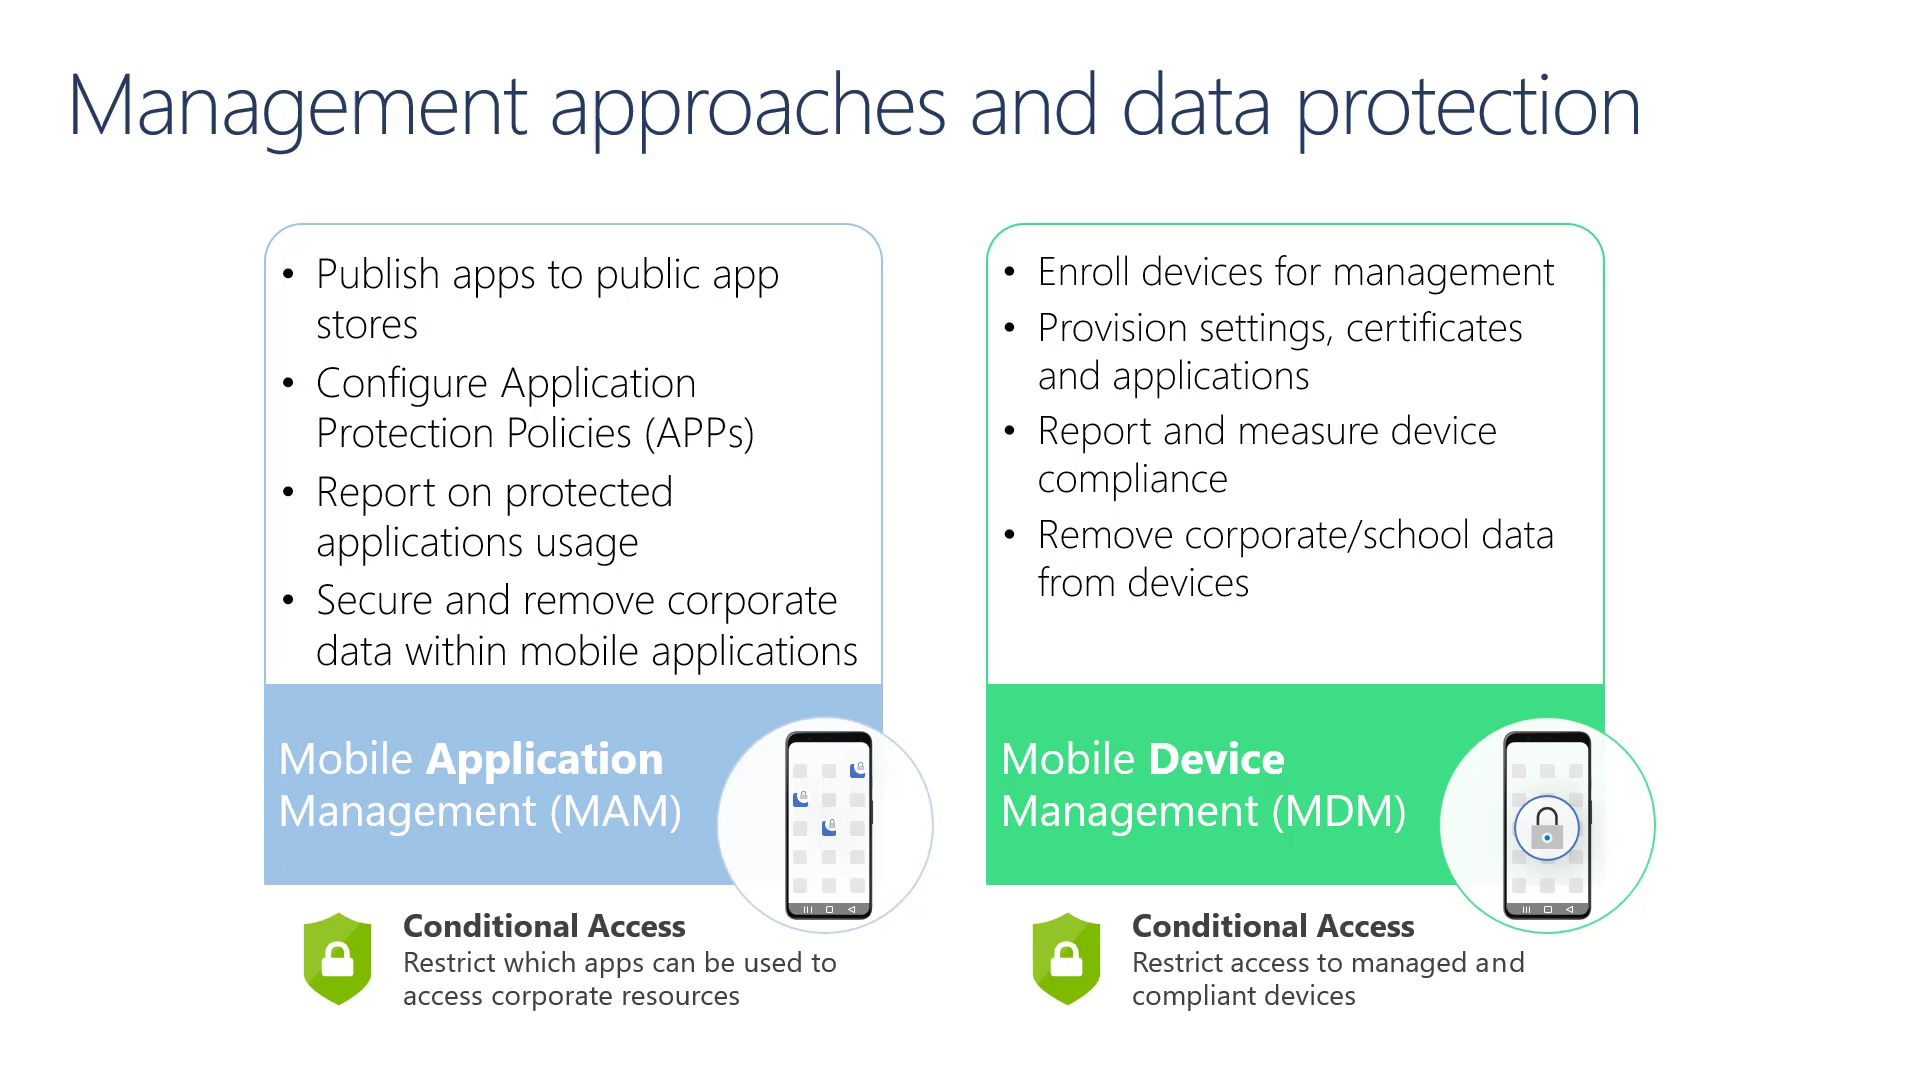 Management approaches and data protection
• Publish apps to public app
stores
• Configure Application
Protection Policies (APPs)
• Report on protected
applications usage
• Secure and remove corporate
data within mobile applications
Mobile Application
Management (MAM)
Conditional Access
Restrict which apps can be used to
access corporate resources
• Enroll devices for management
• Provision settings, certificates
and applications
• Report and measure device
compliance
• Remove corporate/school data
from devices
Mobile Device
Management (MDM)
Conditional Access
Restrict access to managed and
compliant devices